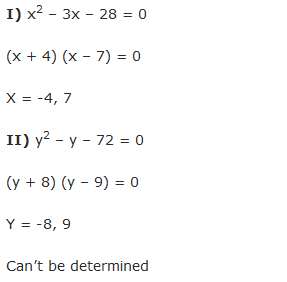 I) x² – 3x – 28 = 0
(x + 4) (x – 7) = 0
X = -4, 7
II) y² – y – 72 = 0
(y + 8) (y – 9) = 0
Y = -8, 9
Can’t be determined